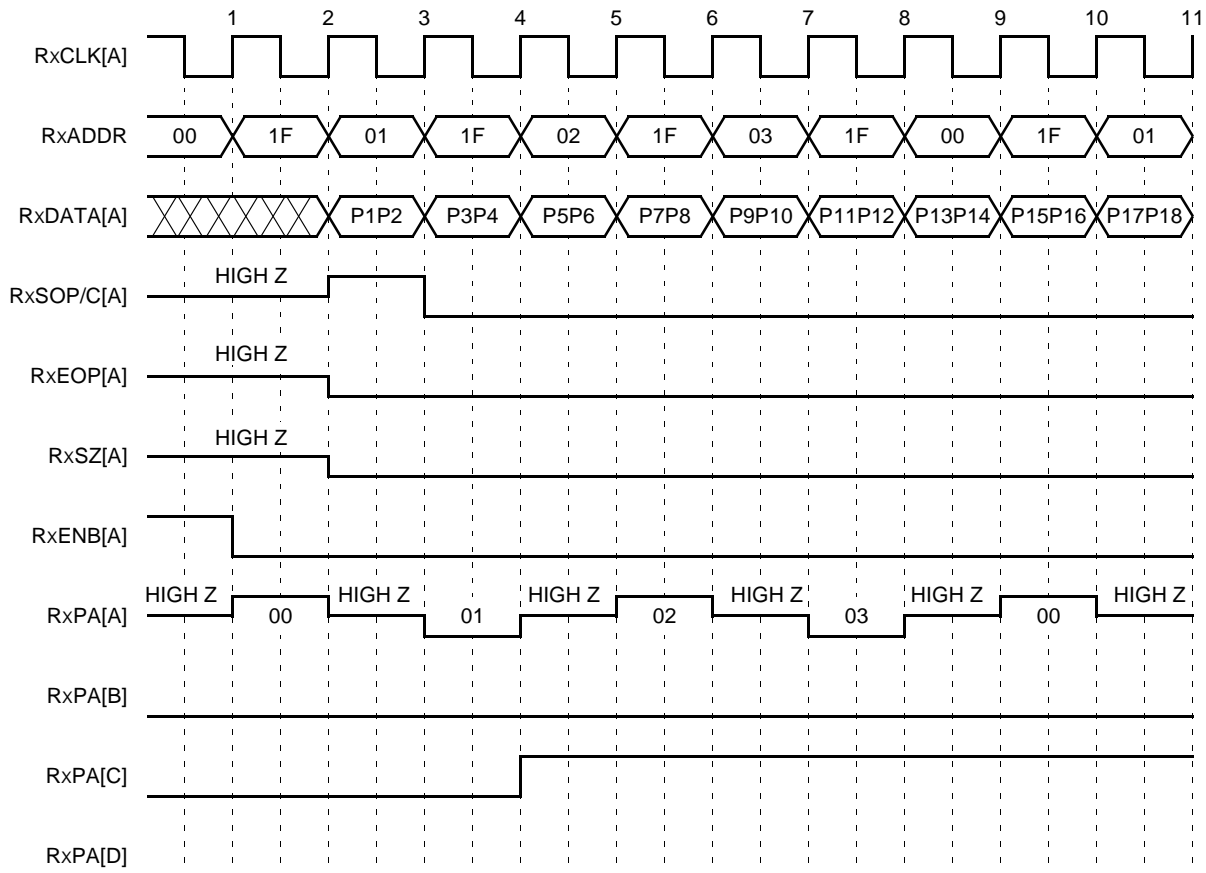 1 2 3 4 5 6 7 8 9 10 11
RXCLK[A]
RXADDR 00 1F 01 1F 02 1F 03 1F 00 1F 01
RXDATA[A] P1P2 P3P4 P5P6 P7P8 P9P10 P11P12 P13P14 P15P16 P17P18
HIGH Z
RXSOP/C[A]
HIGH Z
RXEOP[A]
HIGH Z
RXSZ[A]
RXENB[A]
HIGH Z HIGH Z HIGH Z HIGH Z HIGH Z HIGH Z
RXPA[A] 00 01 02 03 00
RXPA[B]
RXPA[C]
RXPA[D]